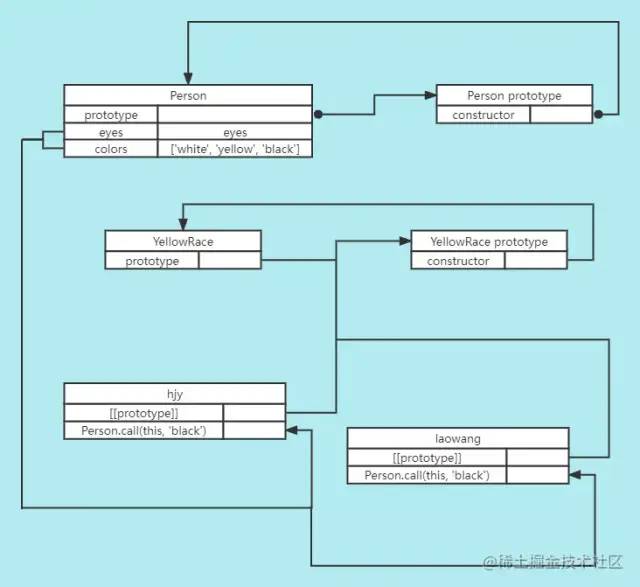 Person
prototype
eyes eyes
colors ['white', 'yellow', 'black']
Person prototype
constructor
YellowRace
prototype
YellowRace prototype
constructor
hjy
[[prototype]]
Person.call(this, 'black')
laowang
[[prototype]]
Person.call(this, 'black')
@稀土掘金技术社区